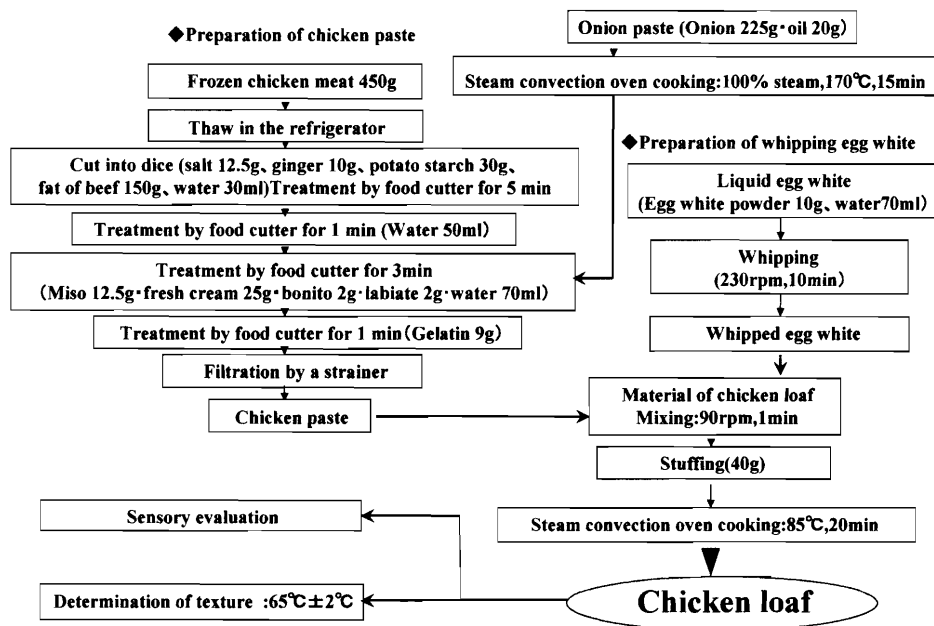 ◆Preparation of chicken paste
Frozen chicken meat 450g
Thaw in the refrigerator
Cut into dice (salt 12.5g、ginger 10g、potato starch 30g、
fat of beef 150g、water 30ml)Treatment by food cutter for 5 min
Treatment by food cutter for 1 min (Water 50ml)
Treatment by food cutter for 3min
(Miso 12.5g・fresh cream 25g・bonito 2g・labiate 2g・water 70ml)
Treatment by food cutter for 1 min(Gelatin 9g)
Filtration by a strainer
Chicken paste
Onion paste (Onion 225g・oil 20g)
Steam convection oven cooking:100% steam,170℃,15min
◆Preparation of whipping egg white
Liquid egg white
(Egg white powder 10g、water70ml)
Whipping
(230rpm,10min)
Whipped egg white
Material of chicken loaf
Mixing:90rpm,1min
Stuffing(40g)
Steam convection oven cooking:85℃,20min
Chicken loaf
Sensory evaluation
Determination of texture :65℃±2℃